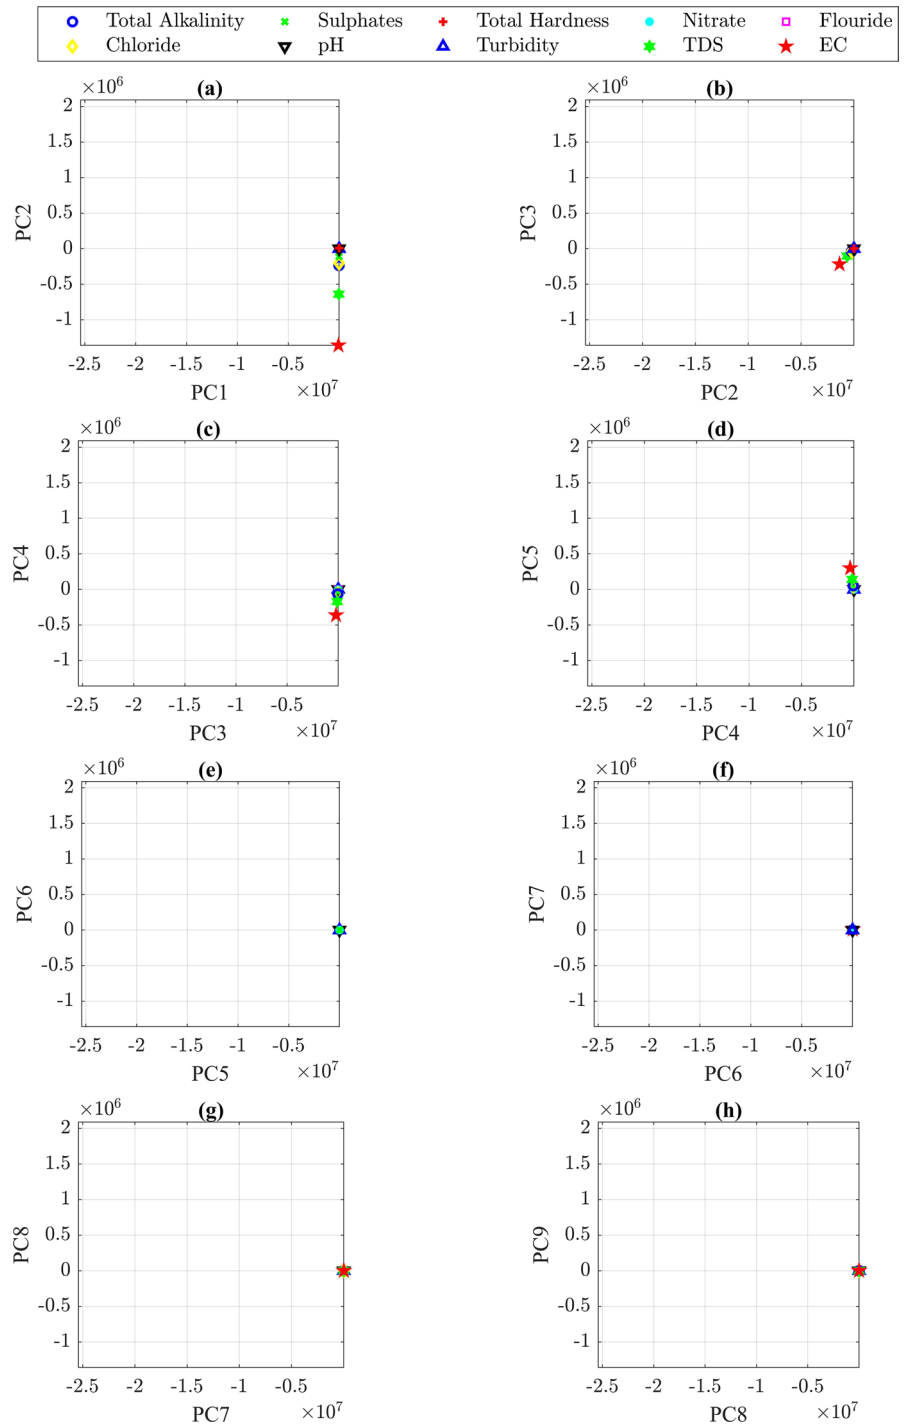 Total Alkalinity Sulphates Total Hardness Nitrate Flouride
Chloride pH Turbidity TDS EC
×10^6 (a)
2
1.5
1
0.5
0
-0.5
-1
PC2
-2.5 -2 -1.5 -1 -0.5
×10^7
PC1
(b)
×10^6
2
1.5
1
0.5
0
-0.5
-1
PC3
-2.5 -2 -1.5 -1 -0.5
×10^7
PC2
×10^6 (c)
2
1.5
1
0.5
0
-0.5
-1
PC4
-2.5 -2 -1.5 -1 -0.5
×10^7
PC3
×10^6 (d)
2
1.5
1
0.5
0
-0.5
-1
PC5
-2.5 -2 -1.5 -1 -0.5
×10^7
PC4
×10^6 (e)
2
1.5
1
0.5
0
-0.5
-1
PC6
-2.5 -2 -1.5 -1 -0.5
×10^7
PC5
×10^6 (f)
2
1.5
1
0.5
0
-0.5
-1
PC7
-2.5 -2 -1.5 -1 -0.5
×10^7
PC6
×10^6 (g)
2
1.5
1
0.5
0
-0.5
-1
PC8
-2.5 -2 -1.5 -1 -0.5
×10^7
PC7
×10^6 (h)
2
1.5
1
0.5
0
-0.5
-1
PC9
-2.5 -2 -1.5 -1 -0.5
×10^7
PC8